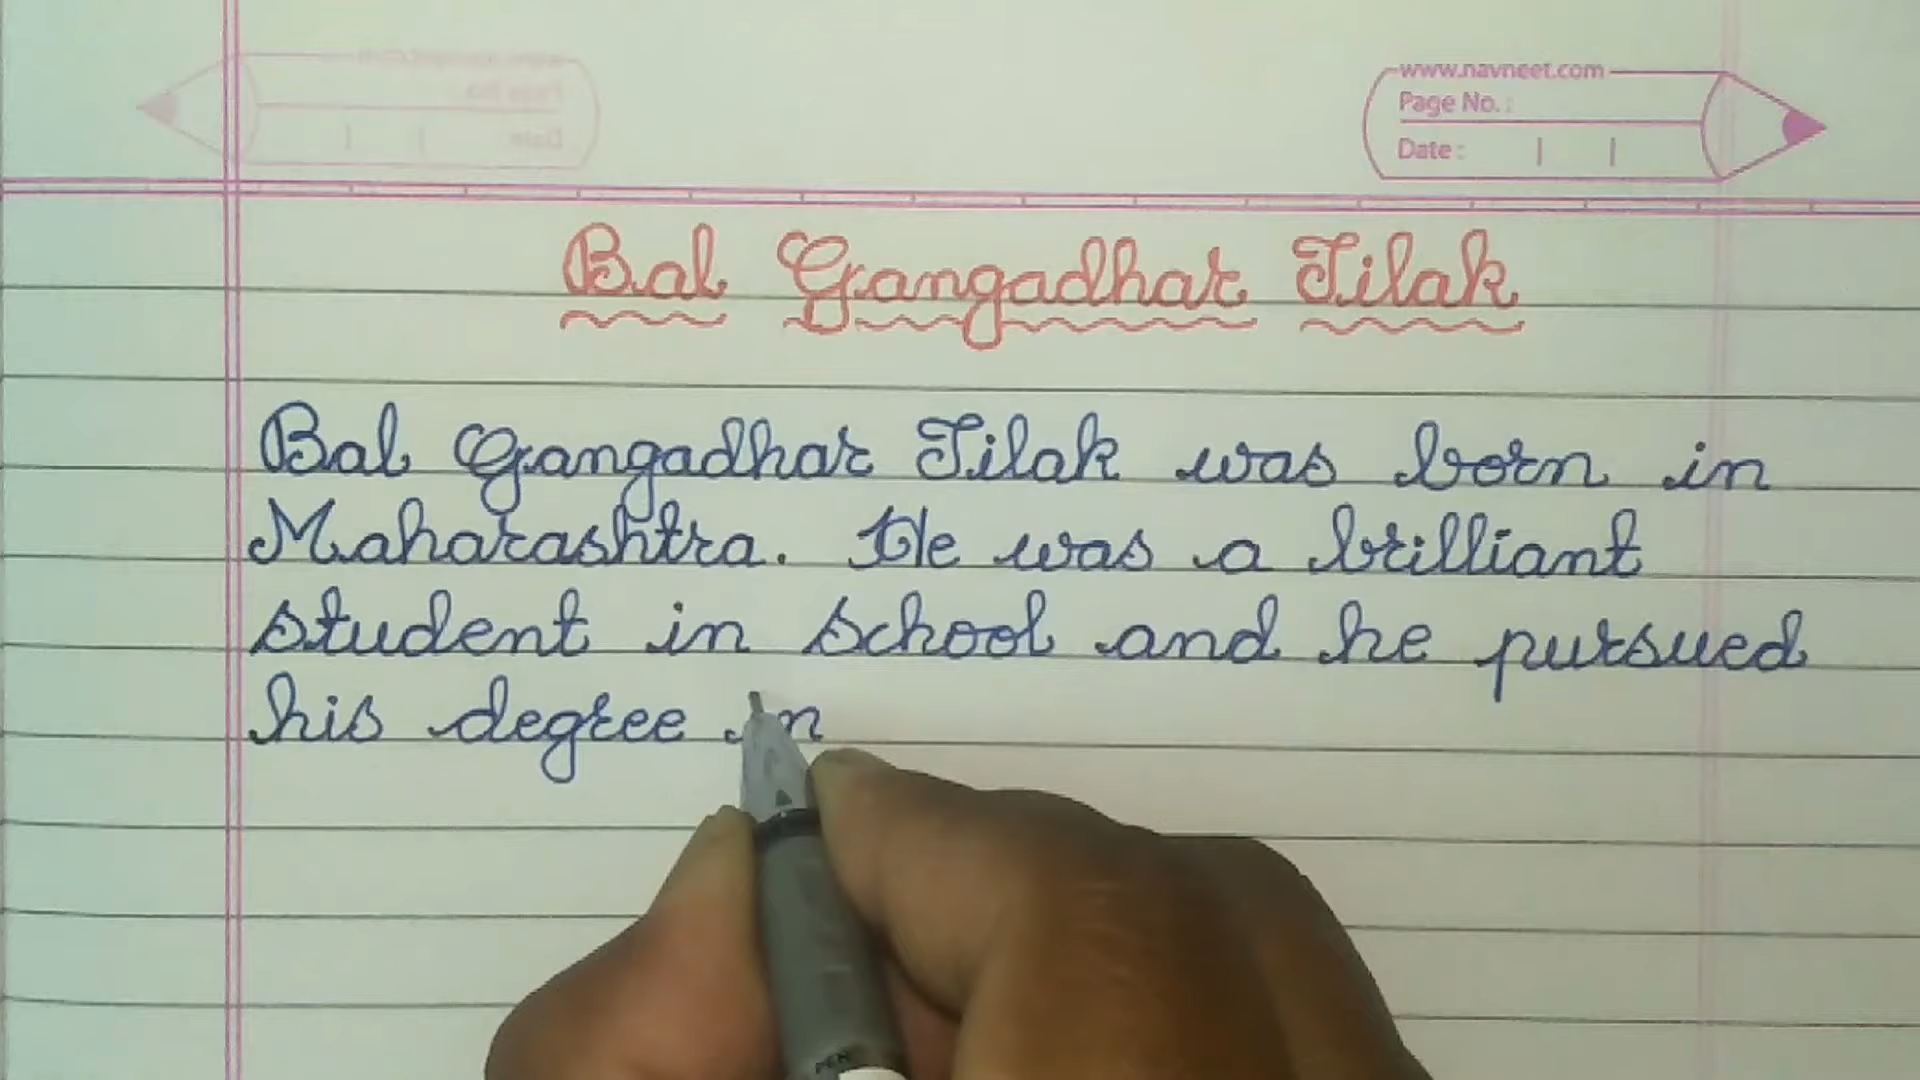 www.navneet.com
Page No. :
Date :
Bal Gangadhar Tilak
Bal Gangadhar Tilak was born in
Maharashtra. He was a brilliant
student in school and he pursued
his degree in